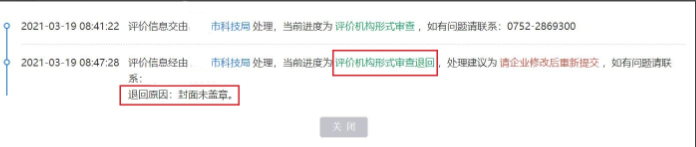 2021-03-19 08:41:22 评价信息交由 市科技局 处理，当前进度为 评价机构形式审查 ，如有问题请联系：0752-2869300
2021-03-19 08:47:28 评价信息经由 市科技局 处理，当前进度为 评价机构形式审查退回 ，处理建议为 请企业修改后重新提交 ，如有问题请联
系：
退回原因：封面未盖章。
关 闭